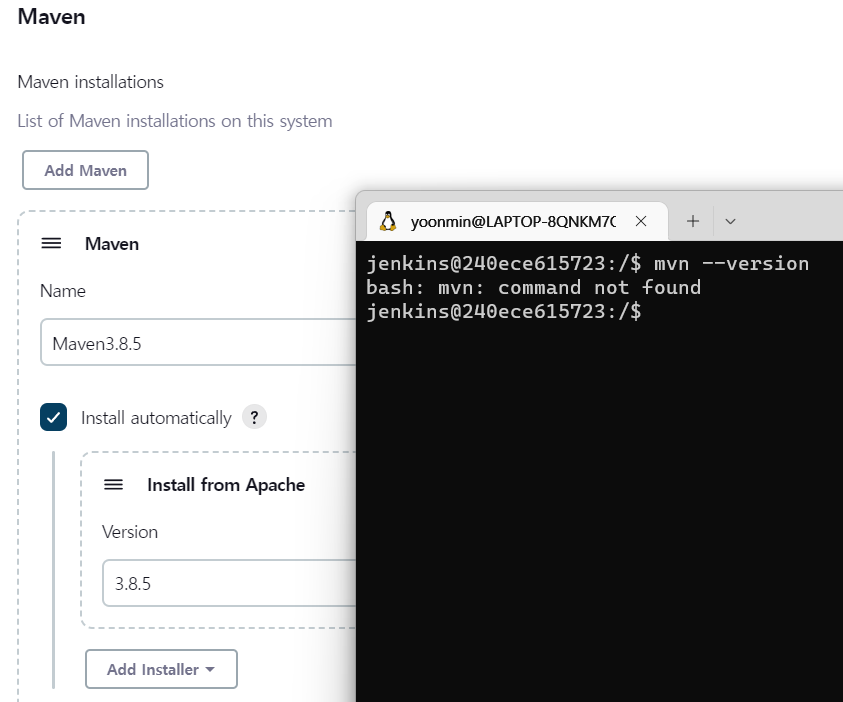 Maven
Maven installations
List of Maven installations on this system
Add Maven
Maven
Name
Maven3.8.5
Install automatically ?
Install from Apache
Version
3.8.5
Add Installer
yoonmin@LAPTOP-8QNKM7
jenkins@240ece615723:/$ mvn --version
bash: mvn: command not found
jenkins@240ece615723:/$